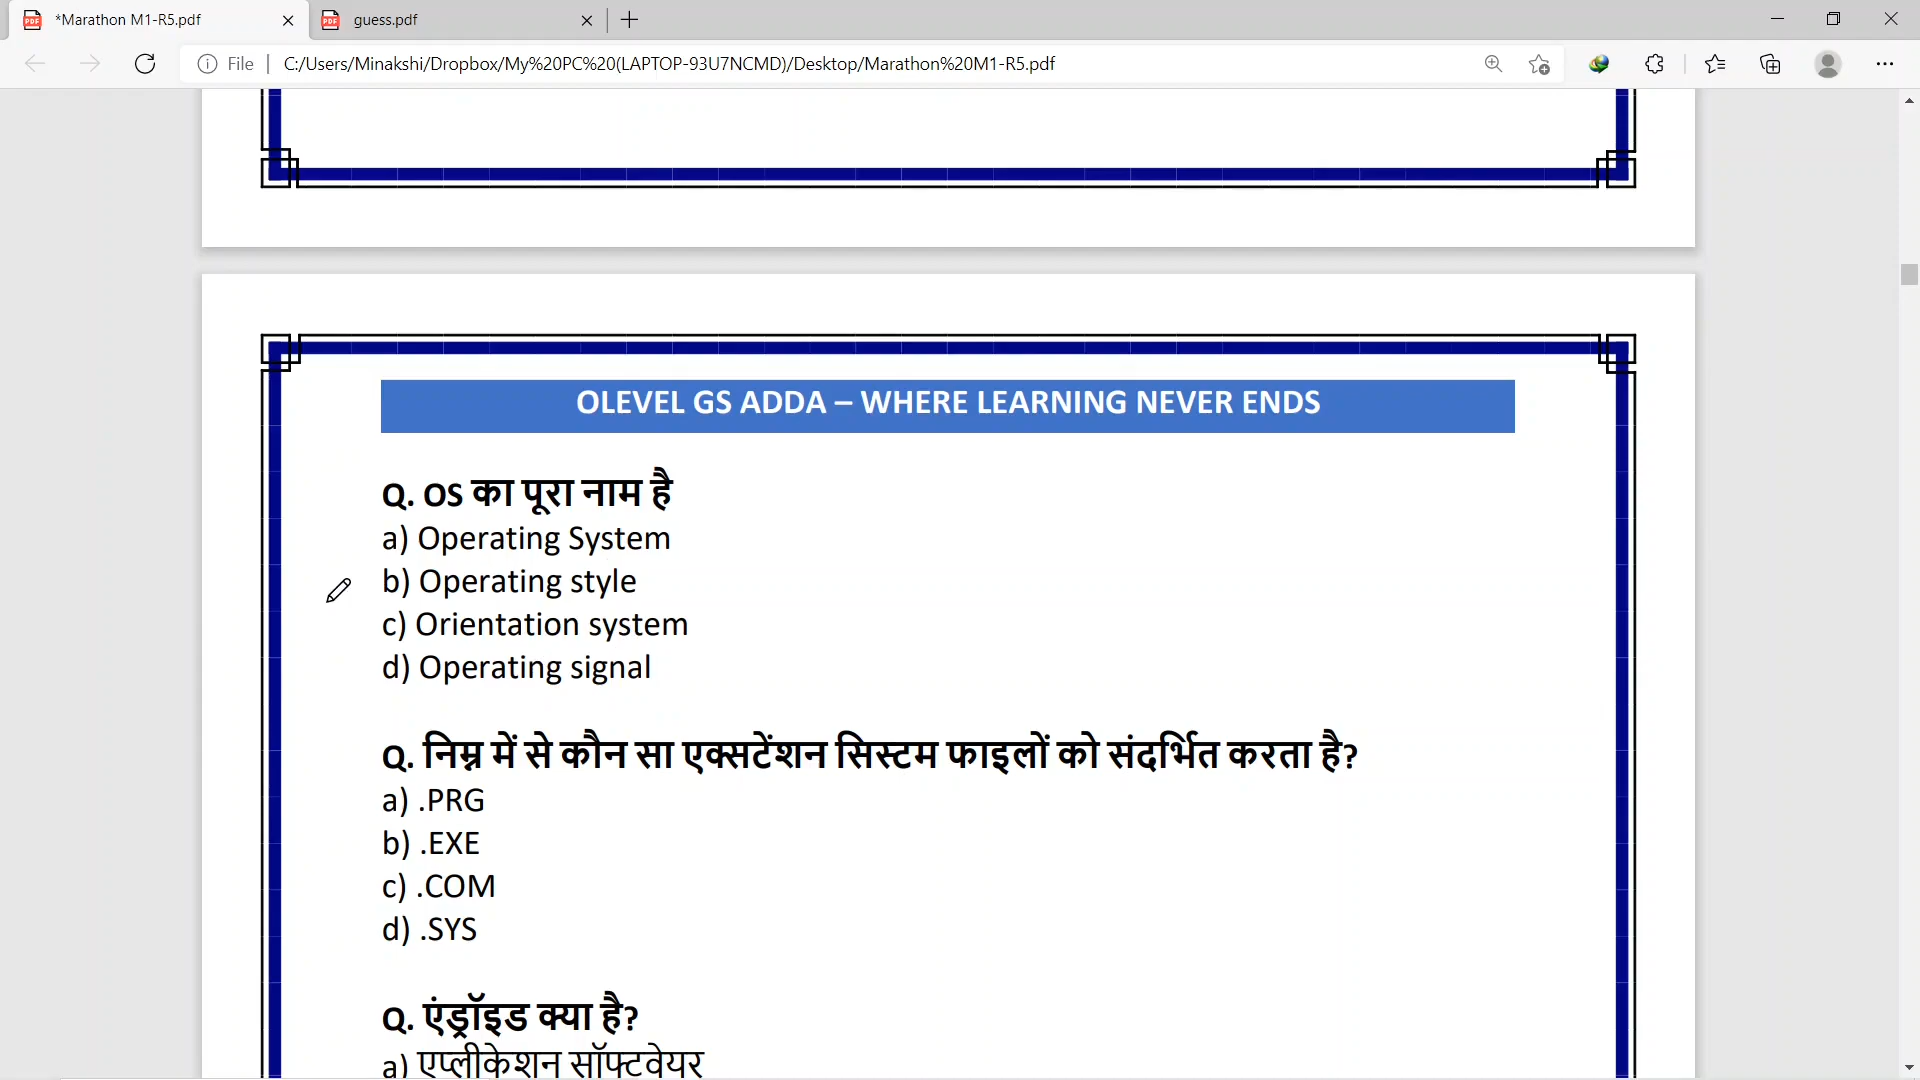 *Marathon M1-R5.pdf
guess.pdf
File
C:/Users/Minakshi/Dropbox/My%20PC%20(LAPTOP-93U7NCMD)/Desktop/Marathon%20M1-R5.pdf
OLEVEL GS ADDA – WHERE LEARNING NEVER ENDS
Q. OS का पूरा नाम है
a) Operating System
b) Operating style
c) Orientation system
d) Operating signal
Q. निम्न में से कौन सा एक्सटेंशन सिस्टम फाइलों को संदर्भित करता है?
a) .PRG
b) .EXE
c) .COM
d) .SYS
Q. एंड्रॉइड क्या है?
a) एप्लीकेशन सॉफ्टवेयर